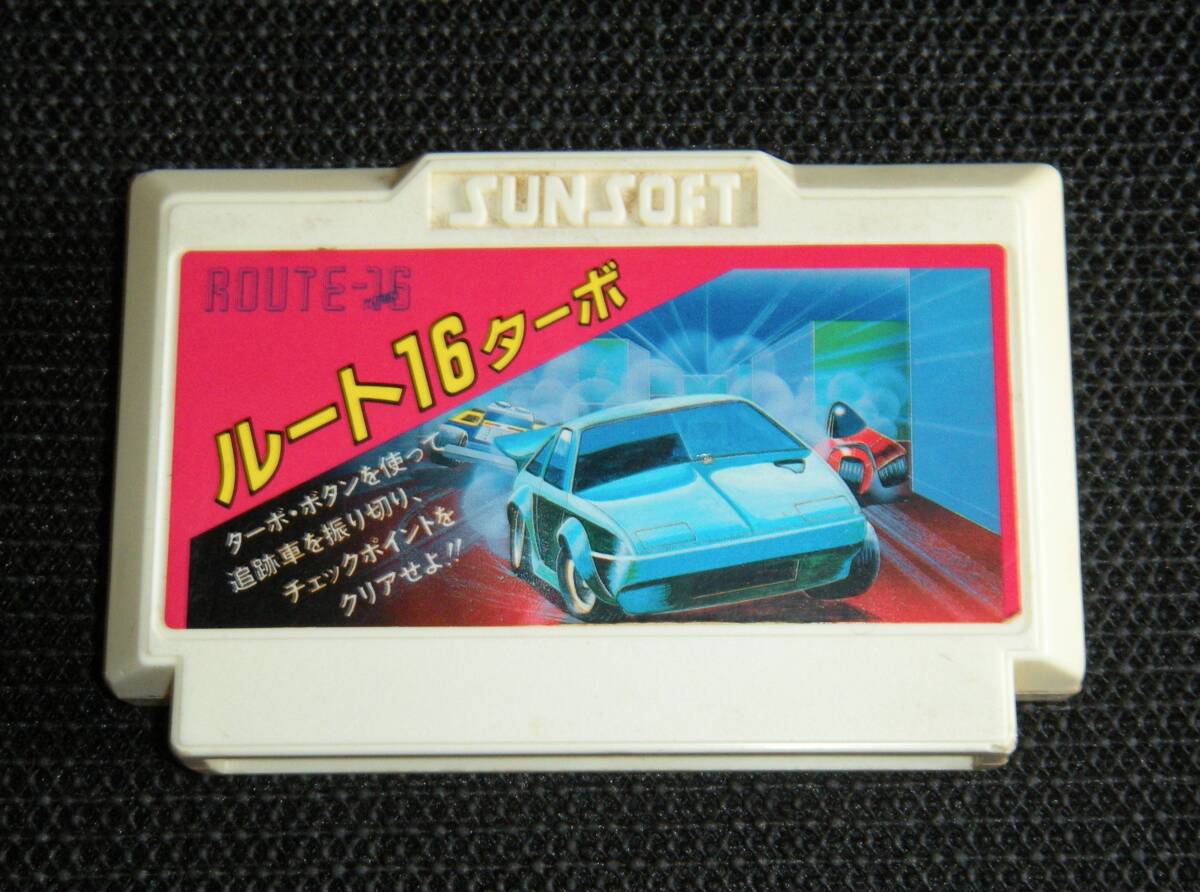 SUNSOFT
ROUTE-16
ルート16ターボ
ターボ・ボタンを使って
追跡車を振り切り、
チェックポイントを
クリアせよ!!